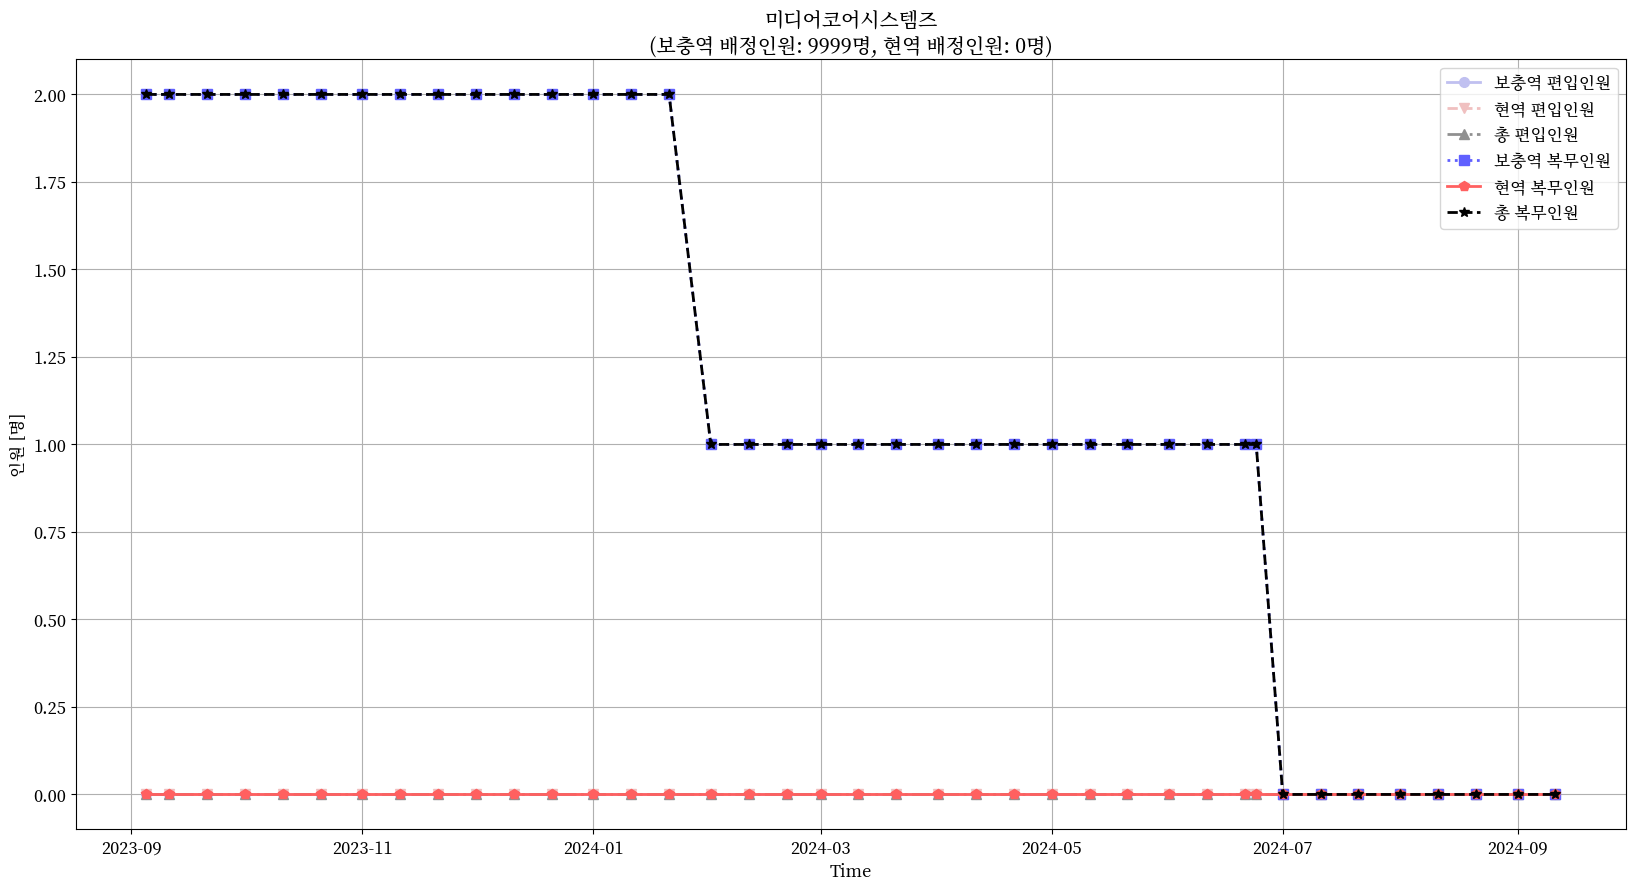 미디어코어시스템즈
(보충역 배정인원: 9999명, 현역 배정인원: 0명)
보충역 편입인원
현역 편입인원
총 편입인원
보충역 복무인원
현역 복무인원
총 복무인원
2.00
1.75
1.50
1.25
1.00
0.75
0.50
0.25
0.00
인원 [명]
2023-09
2023-11
2024-01
2024-03
2024-05
2024-07
2024-09
Time